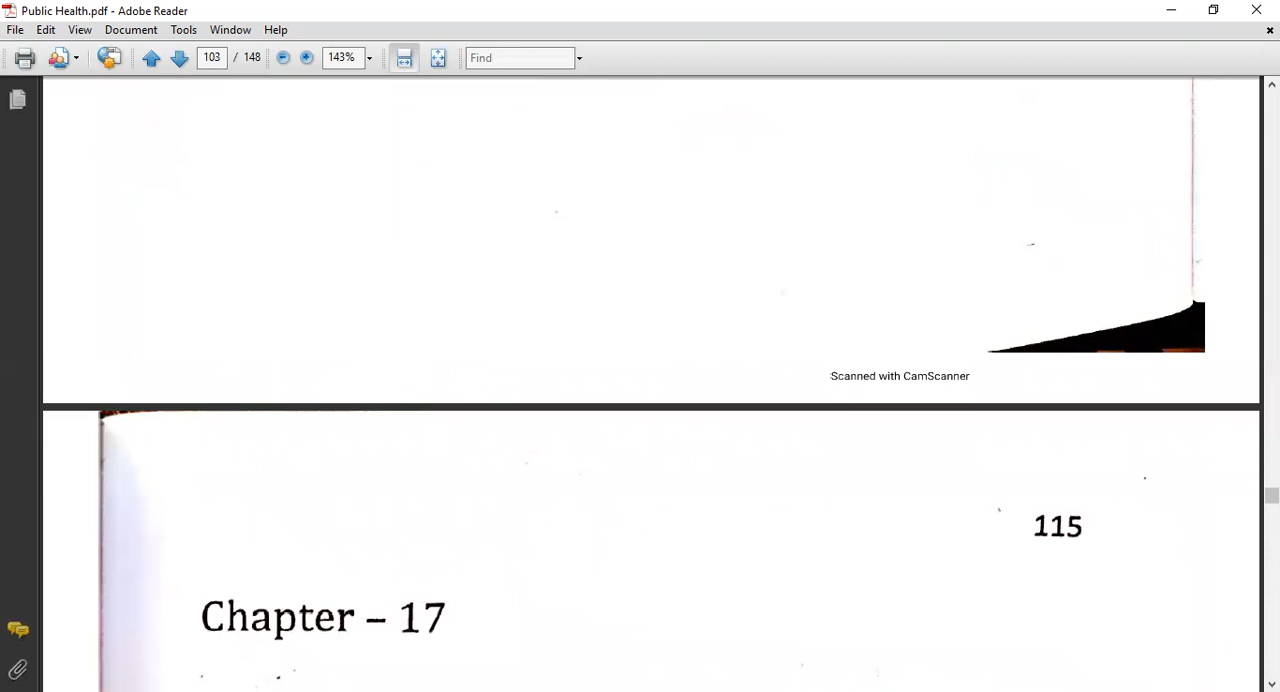 Public Health.pdf - Adobe Reader
File Edit View Document Tools Window Help
103 / 148 143% Find
Scanned with CamScanner
115
Chapter – 17